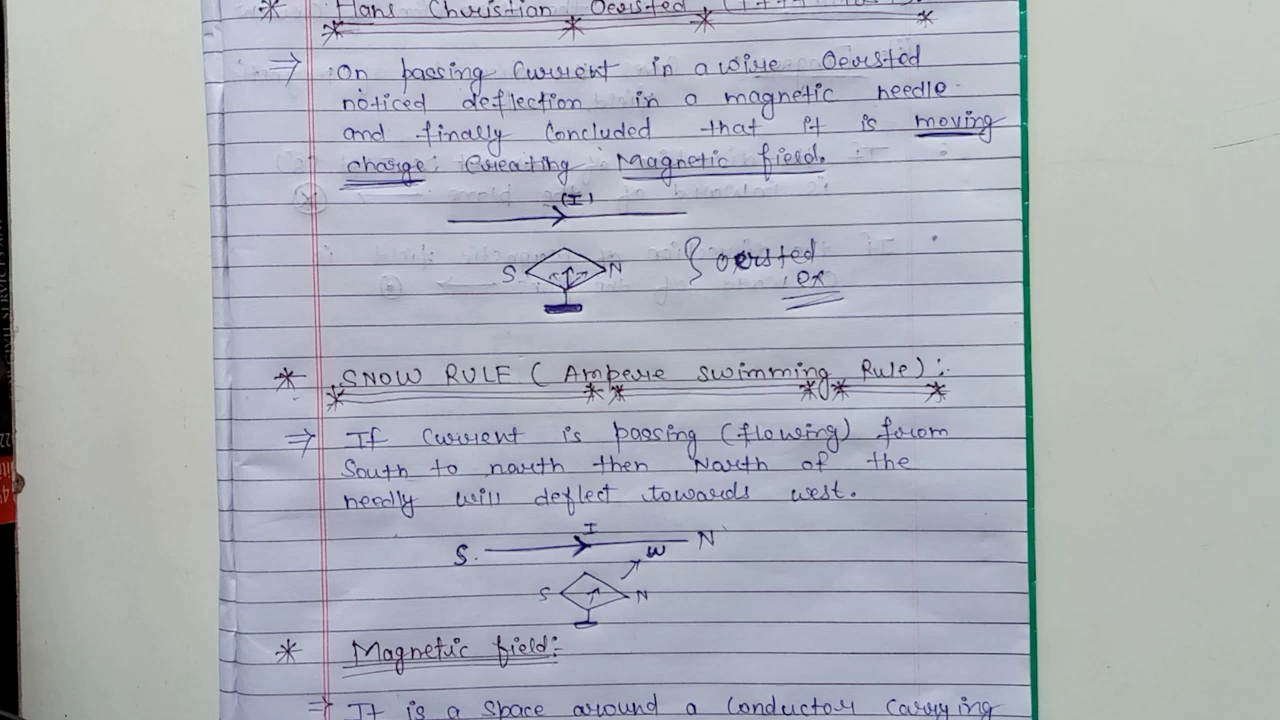 * Hans Christian Oersted
⇒ On passing current in a wire Oersted
noticed deflection in a magnetic needle
and finally concluded that it is moving
charge creating Magnetic field.
(I)
S N } oersted
ex
* SNOW RULE (Ampere swimming Rule):
⇒ If current is passing (flowing) from
South to north then North of the
needly will deflect towards west.
I
S. N
W
S N
* Magnetic field:
⇒ It is a space around a conductor carrying